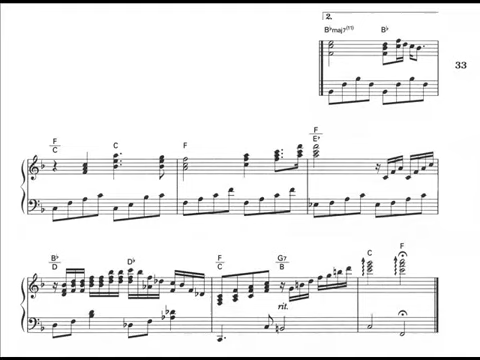 2.
B♭maj7(11) B♭
33
F/C C F F/E♭
B♭/D D♭ F/C G7/B C F
rit.